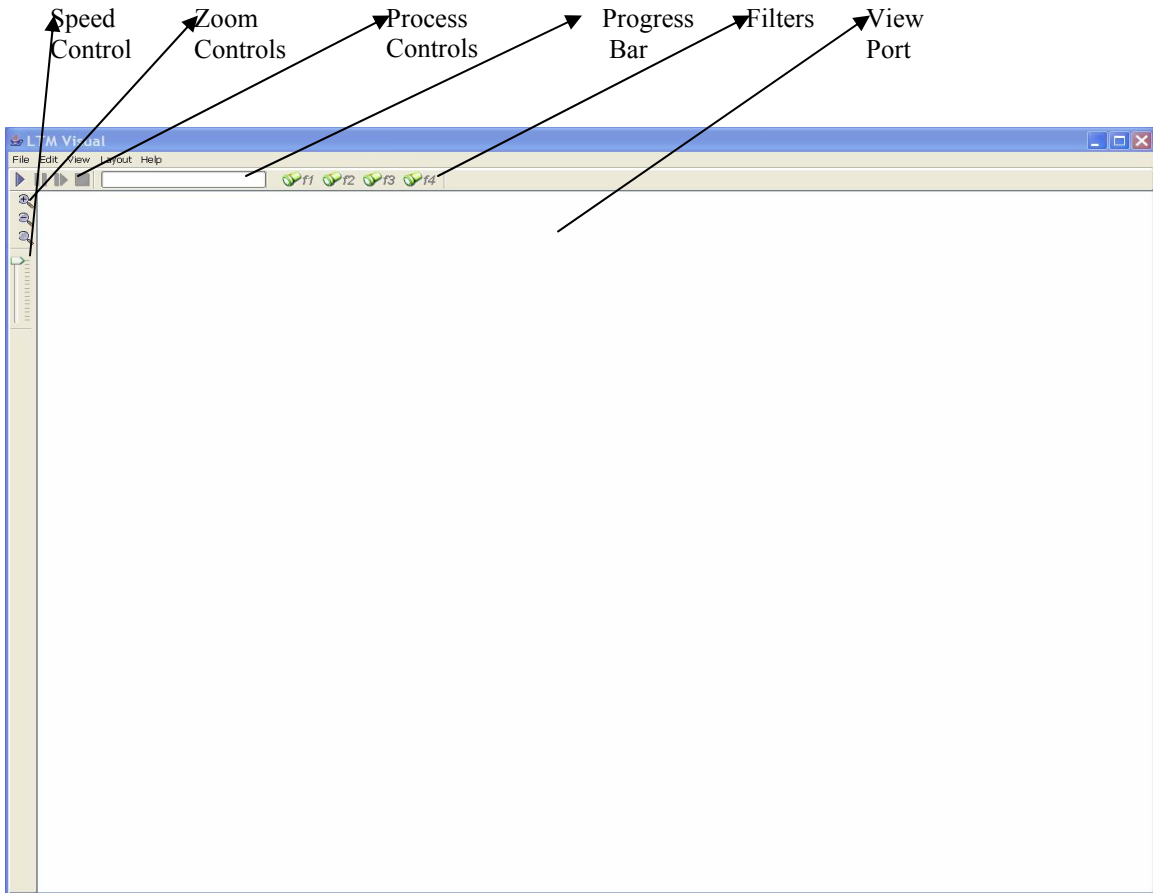 Speed Zoom Process Progress Filters View
Control Controls Controls Bar Port
LTM Visual
File Edit View Layout Help
f1 f2 f3 f4